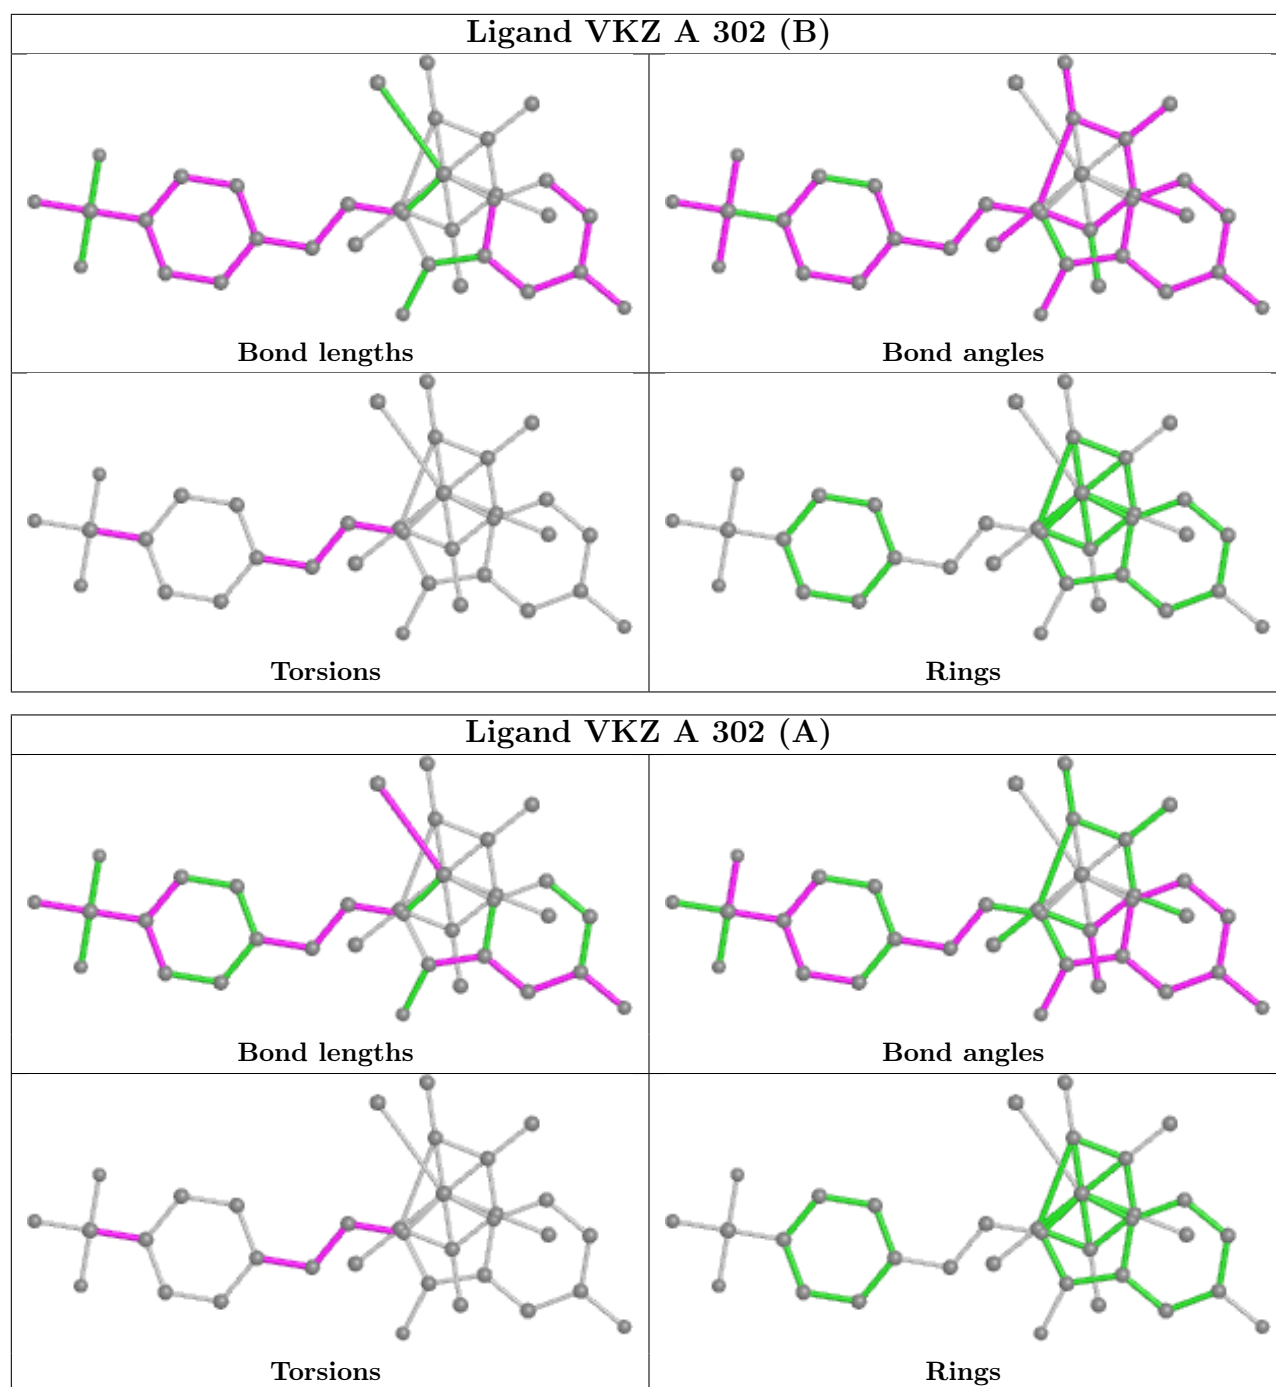 Ligand VKZ A 302 (B)
Bond lengths
Bond angles
Torsions
Rings
Ligand VKZ A 302 (A)
Bond lengths
Bond angles
Torsions
Rings